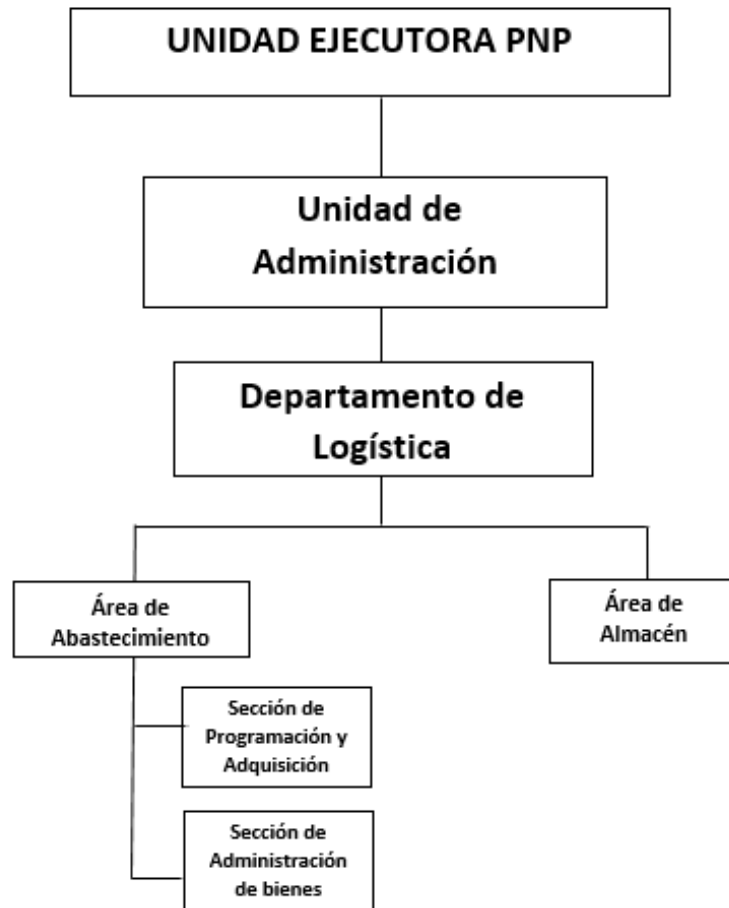 UNIDAD EJECUTORA PNP
Unidad de
Administración
Departamento de
Logística
Área de
Abastecimiento
Área de
Almacén
Sección de
Programación y
Adquisición
Sección de
Administración
de bienes